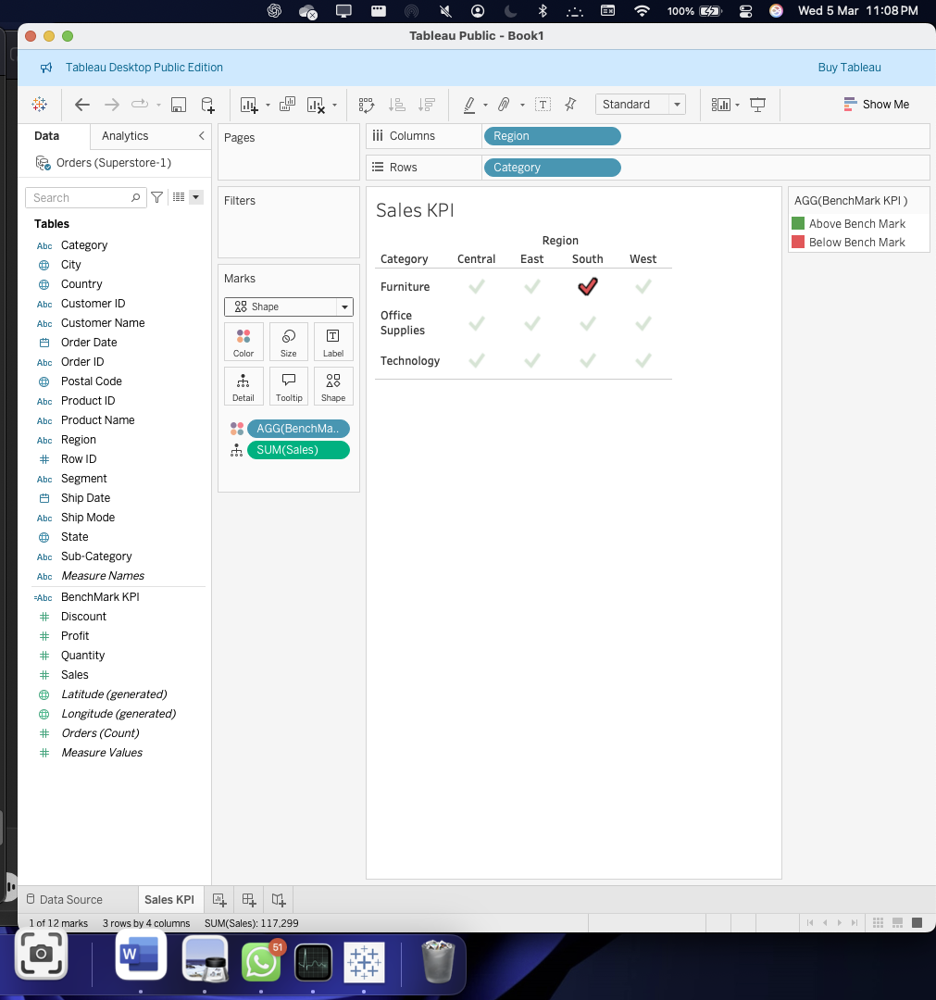 100%
Wed 5 Mar 11:08 PM
Tableau Public - Book1
Tableau Desktop Public Edition
Buy Tableau
Standard
Show Me
Data
Analytics
Orders (Superstore-1)
Search
Tables
Abc Category
City
Country
Abc Customer ID
Abc Customer Name
Order Date
Abc Order ID
Postal Code
Abc Product ID
Abc Product Name
Abc Region
# Row ID
Abc Segment
Ship Date
Abc Ship Mode
State
Abc Sub-Category
Abc Measure Names
=Abc BenchMark KPI
# Discount
# Profit
# Quantity
# Sales
Latitude (generated)
Longitude (generated)
# Orders (Count)
# Measure Values
Pages
Filters
Marks
Shape
Color
Size
T
Label
Detail
Tooltip
Shape
AGG(BenchMa..
SUM(Sales)
Columns
Region
Rows
Category
Sales KPI
Region
Category Central East South West
Furniture
Office
Supplies
Technology
AGG(BenchMark KPI )
Above Bench Mark
Below Bench Mark
Data Source
Sales KPI
1 of 12 marks
3 rows by 4 columns
SUM(Sales): 117,299
W
51